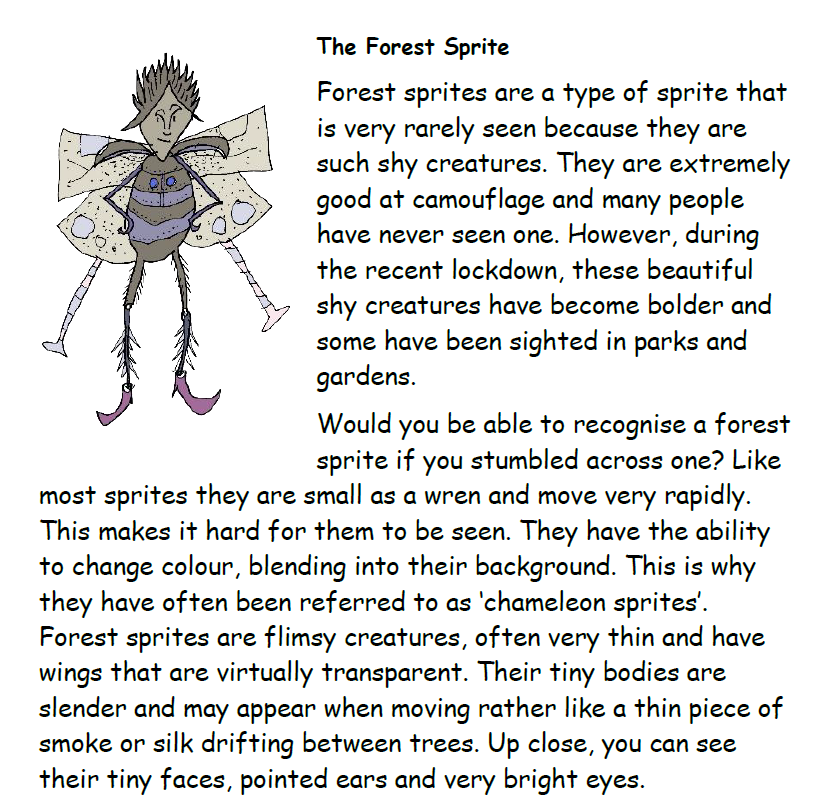 The Forest Sprite
Forest sprites are a type of sprite that
is very rarely seen because they are
such shy creatures. They are extremely
good at camouflage and many people
have never seen one. However, during
the recent lockdown, these beautiful
shy creatures have become bolder and
some have been sighted in parks and
gardens.
Would you be able to recognise a forest
sprite if you stumbled across one? Like
most sprites they are small as a wren and move very rapidly.
This makes it hard for them to be seen. They have the ability
to change colour, blending into their background. This is why
they have often been referred to as ‘chameleon sprites’.
Forest sprites are flimsy creatures, often very thin and have
wings that are virtually transparent. Their tiny bodies are
slender and may appear when moving rather like a thin piece of
smoke or silk drifting between trees. Up close, you can see
their tiny faces, pointed ears and very bright eyes.